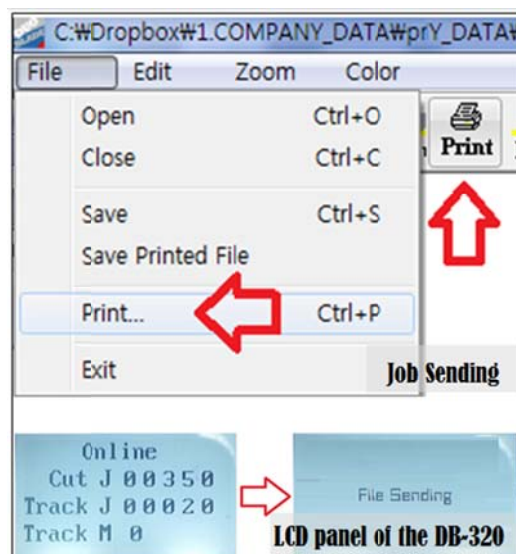 C:₩Dropbox₩1.COMPANY_DATA₩prY_DATA₩
File Edit Zoom Color
Open Ctrl+O
Close Ctrl+C
Print
Save Ctrl+S
Save Printed File
Print... Ctrl+P
Exit
Job Sending
Online
Cut J 00350
Track J 00020
Track M 0
File Sending
LCD panel of the DB-320